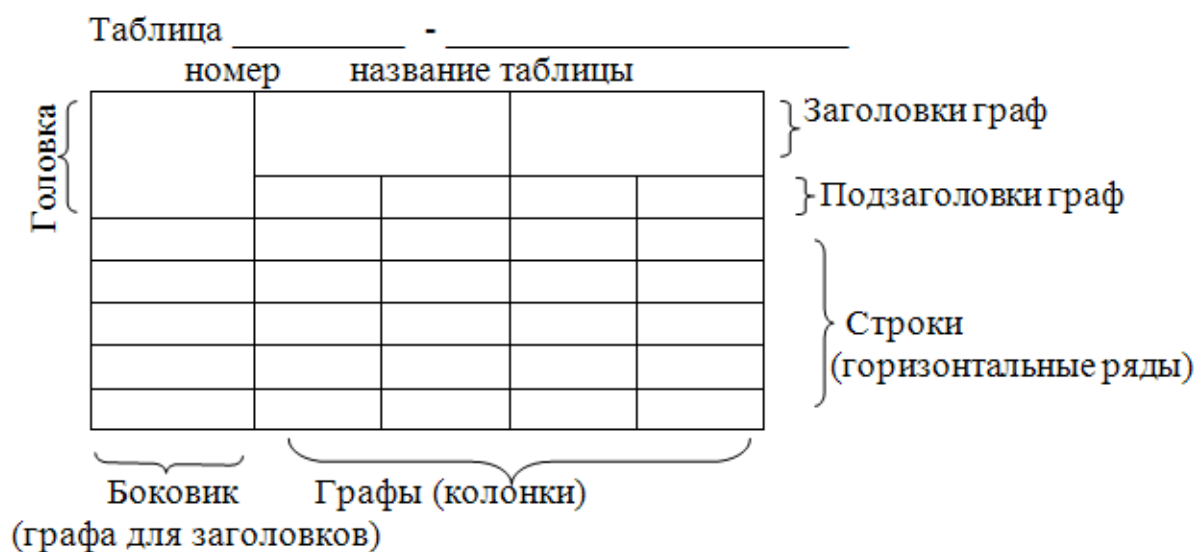 Таблица __________ - _______________________
номер название таблицы
Головка
Заголовки граф
Подзаголовки граф
Строки
(горизонтальные ряды)
Боковик
(графа для заголовков)
Графы (колонки)